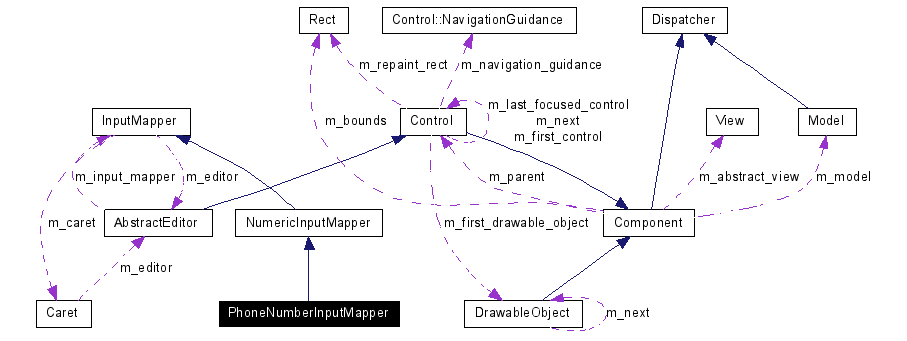 Rect
Control::NavigationGuidance
Dispatcher
m_repaint_rect
m_navigation_guidance
m_last_focused_control
m_next
m_first_control
InputMapper
m_bounds
Control
View
Model
m_input_mapper
m_editor
m_parent
m_abstract_view
m_model
m_caret
AbstractEditor
NumericInputMapper
m_first_drawable_object
Component
m_editor
Caret
PhoneNumberInputMapper
DrawableObject
m_next